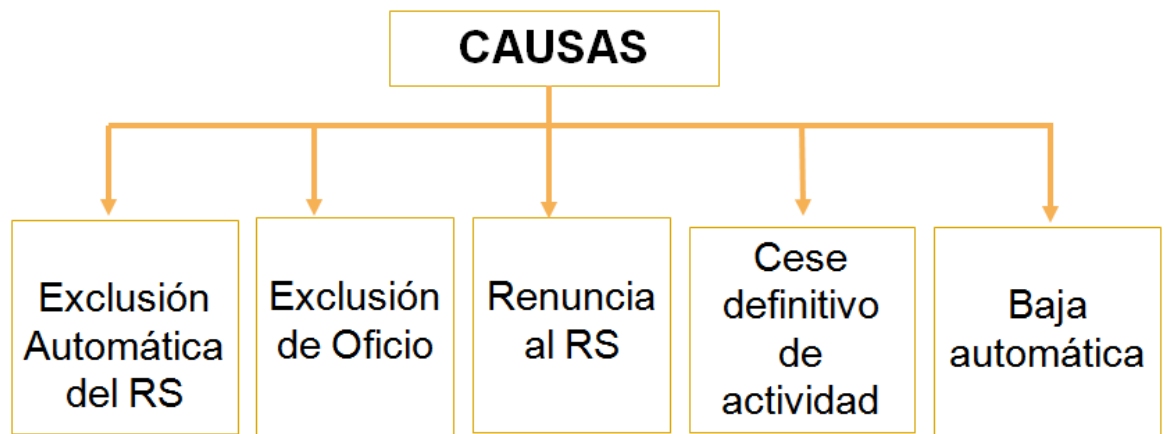 CAUSAS
Exclusión
Automática
del RS
Exclusión
de Oficio
Renuncia
al RS
Cese
definitivo
de
actividad
Baja
automática